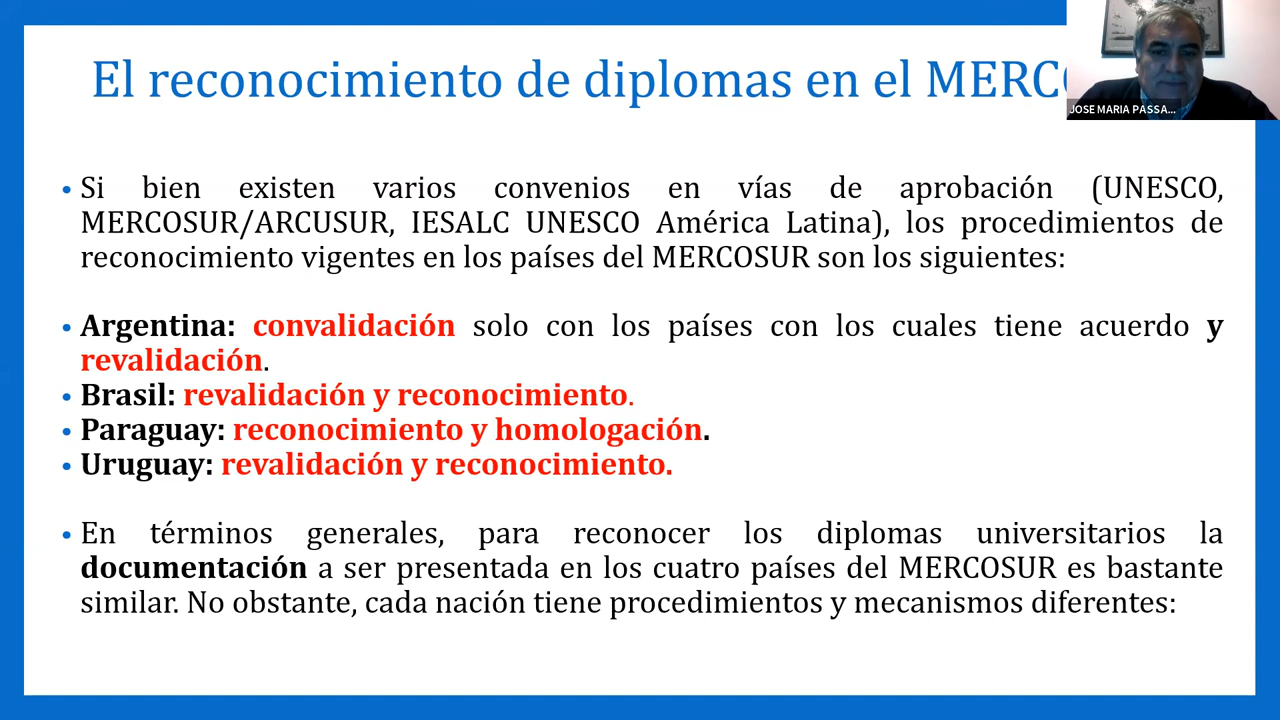 El reconocimiento de diplomas en el
JOSE MARIA PASSA...
• Si bien existen varios convenios en vías de aprobación (UNESCO,
MERCOSUR/ARCUSUR, IESALC UNESCO América Latina), los procedimientos de
reconocimiento vigentes en los países del MERCOSUR son los siguientes:
• Argentina: convalidación solo con los países con los cuales tiene acuerdo y
revalidación.
• Brasil: revalidación y reconocimiento.
• Paraguay: reconocimiento y homologación.
• Uruguay: revalidación y reconocimiento.
• En términos generales, para reconocer los diplomas universitarios la
documentación a ser presentada en los cuatro países del MERCOSUR es bastante
similar. No obstante, cada nación tiene procedimientos y mecanismos diferentes: